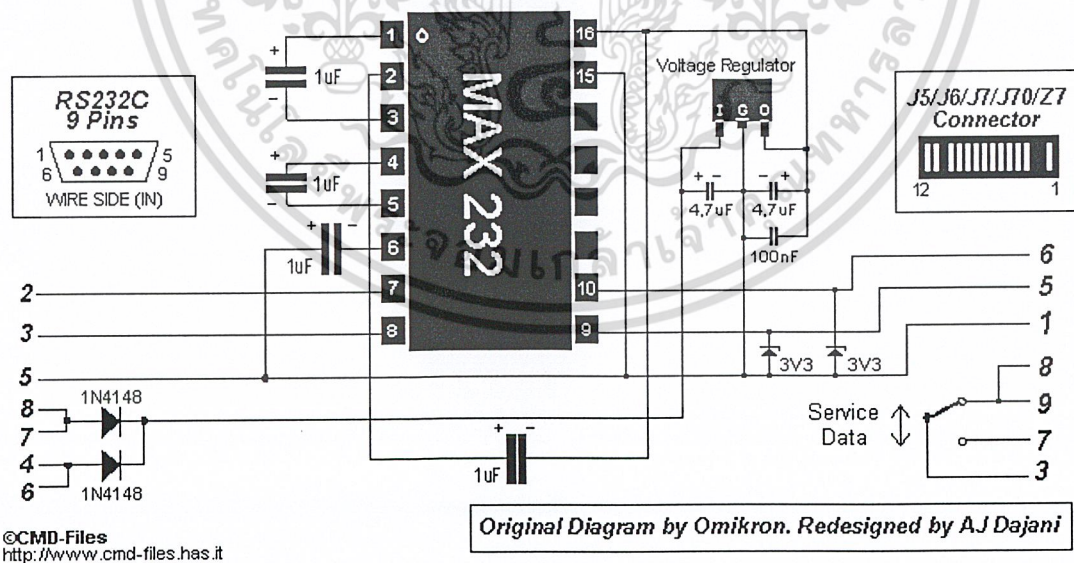 RS232C
9 Pins
1 5
6 9
WIRE SIDE (IN)
1 16
2 15
3
4
5
6
7 10
8 9
MAX 232
+
-
1uF
+
-
1uF
+ -
1uF
+ -
1uF
Voltage Regulator
I G O
+ - - +
4,7uF 4,7uF
100nF
3V3 3V3
J5/J6/J7/J70/Z7
Connector
12 1
2
3
5
8
7
4
6
1N4148
1N4148
6
5
1
8
9
7
3
Service
Data
©CMD-Files
http://www.cmd-files.has.it
Original Diagram by Omikron. Redesigned by AJ Dajani